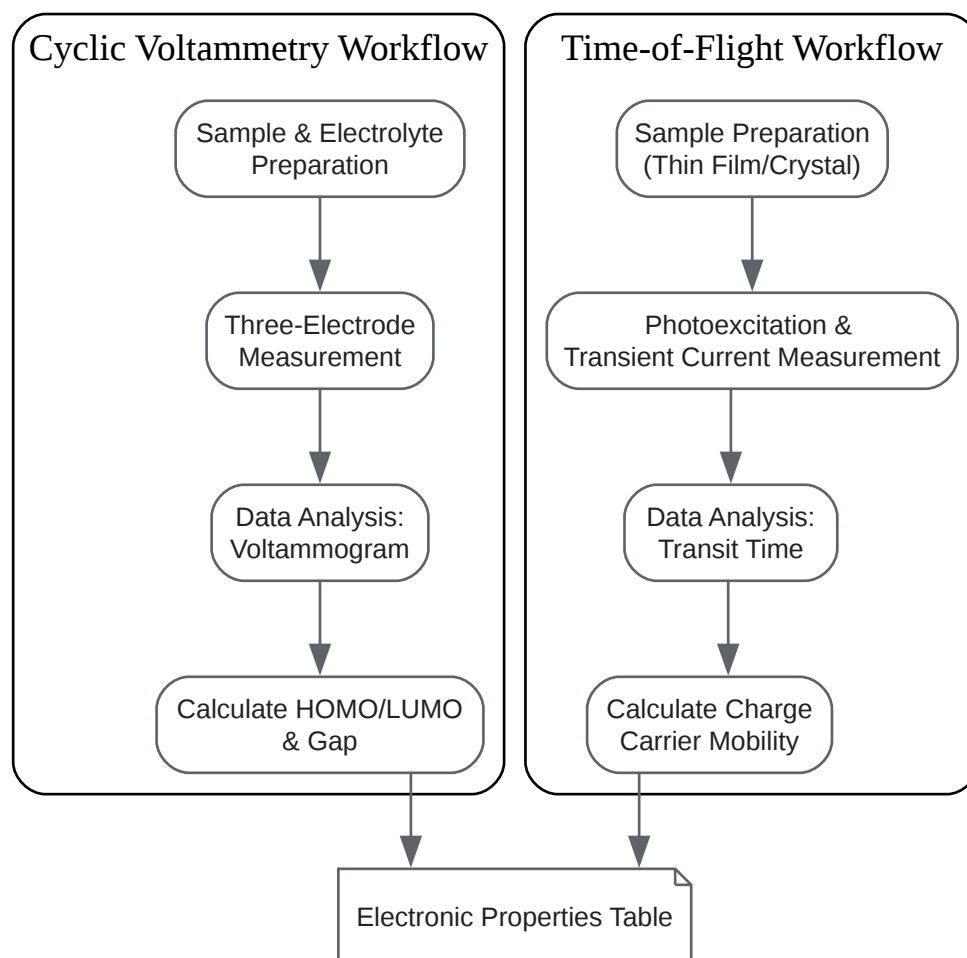 Cyclic Voltammetry Workflow
Sample & Electrolyte
Preparation
Three-Electrode
Measurement
Data Analysis:
Voltammogram
Calculate HOMO/LUMO
& Gap
Time-of-Flight Workflow
Sample Preparation
(Thin Film/Crystal)
Photoexcitation &
Transient Current Measurement
Data Analysis:
Transit Time
Calculate Charge
Carrier Mobility
Electronic Properties Table